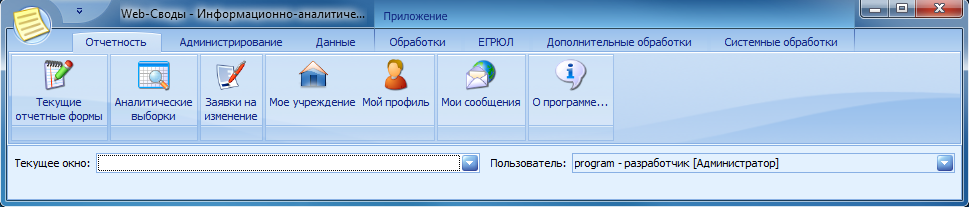 Web-Своды - Информационно-аналитиче...
Приложение
Отчетность Администрирование Данные Обработки ЕГРЮЛ Дополнительные обработки Системные обработки
Текущие отчетные формы
Аналитические выборки
Заявки на изменение
Мое учреждение
Мой профиль
Мои сообщения
О программе...
Текущее окно:
Пользователь: program - разработчик [Администратор]